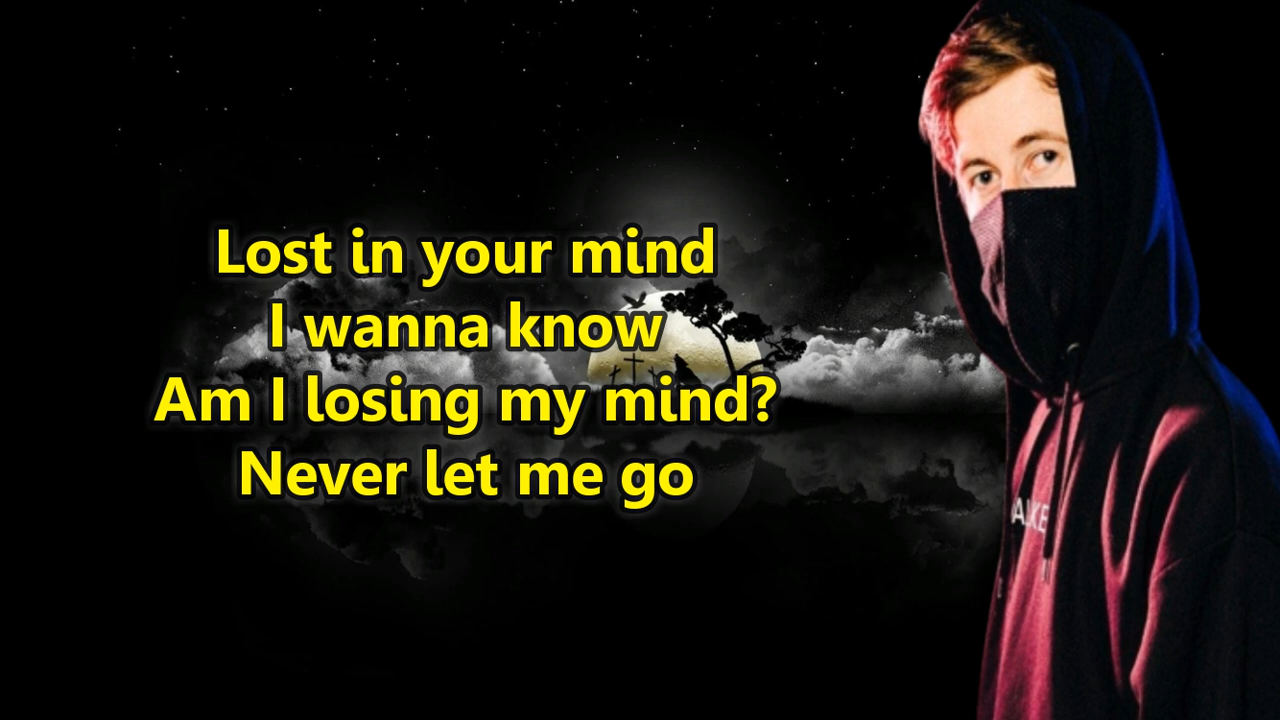 Lost in your mind
I wanna know
Am I losing my mind?
Never let me go